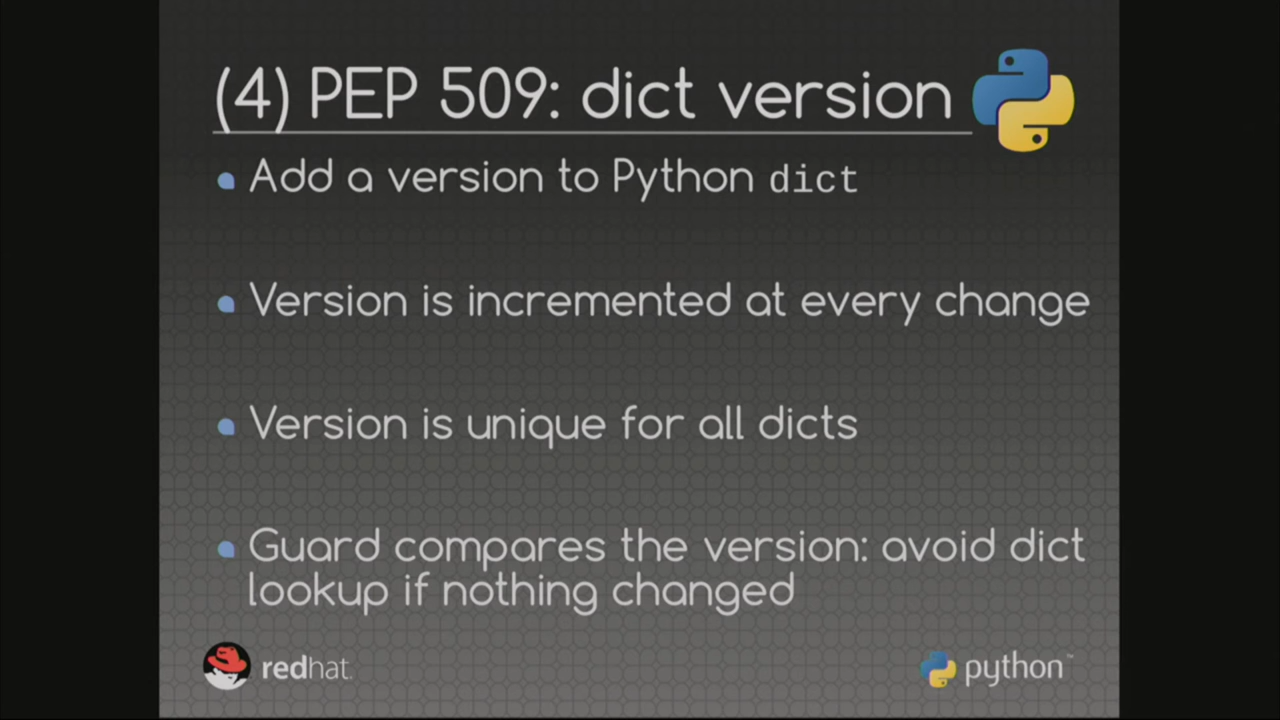 (4) PEP 509: dict version
Add a version to Python dict
Version is incremented at every change
Version is unique for all dicts
Guard compares the version: avoid dict
lookup if nothing changed
redhat.
python™